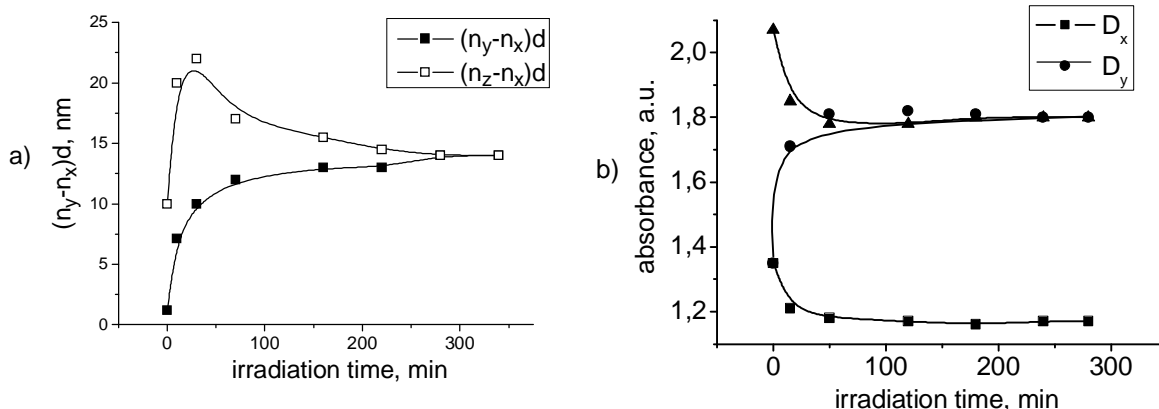 a)
(n_y-n_x)d, nm
25
20
15
10
5
0
0 100 200 300
irradiation time, min
(n_y-n_x)d
(n_z-n_x)d
b)
absorbance, a.u.
2,0
1,8
1,6
1,4
1,2
0 100 200 300
irradiation time, min
D_x
D_y